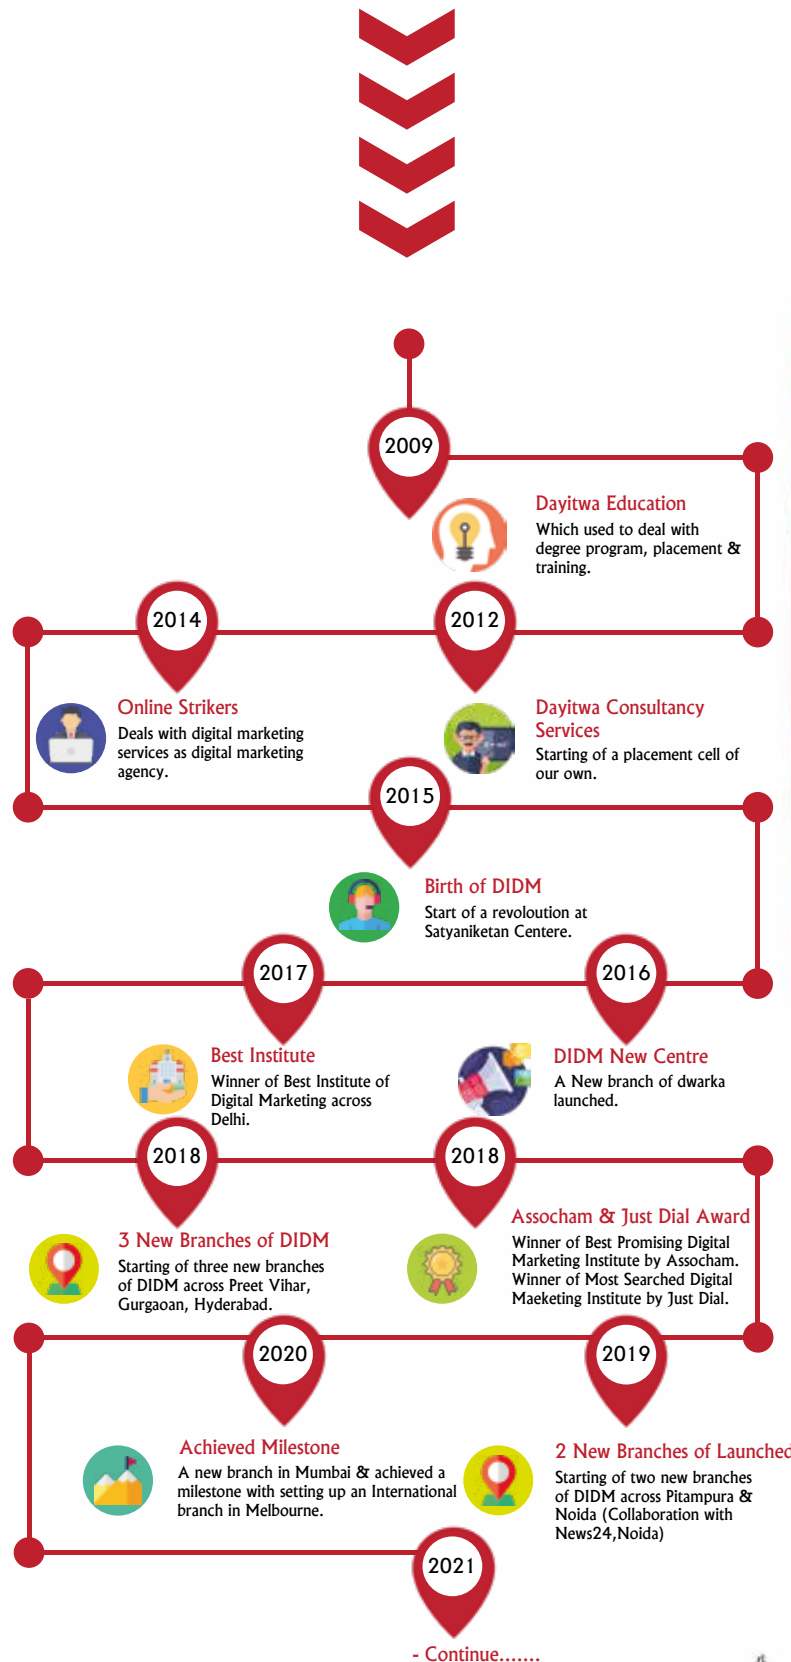 2009
Dayitwa Education
Which used to deal with
degree program, placement &
training.
2012
Dayitwa Consultancy
Services
Starting of a placement cell of
our own.
2014
Online Strikers
Deals with digital marketing
services as digital marketing
agency.
2015
Birth of DIDM
Start of a revoloution at
Satyaniketan Centere.
2016
DIDM New Centre
A New branch of dwarka
launched.
2017
Best Institute
Winner of Best Institute of
Digital Marketing across
Delhi.
2018
3 New Branches of DIDM
Starting of three new branches
of DIDM across Preet Vihar,
Gurgaoan, Hyderabad.
2018
Assocham & Just Dial Award
Winner of Best Promising Digital
Marketing Institute by Assocham.
Winner of Most Searched Digital
Maeketing Institute by Just Dial.
2019
2 New Branches of Launched
Starting of two new branches
of DIDM across Pitampura &
Noida (Collaboration with
News24,Noida)
2020
Achieved Milestone
A new branch in Mumbai & achieved a
milestone with setting up an International
branch in Melbourne.
2021
- Continue.......